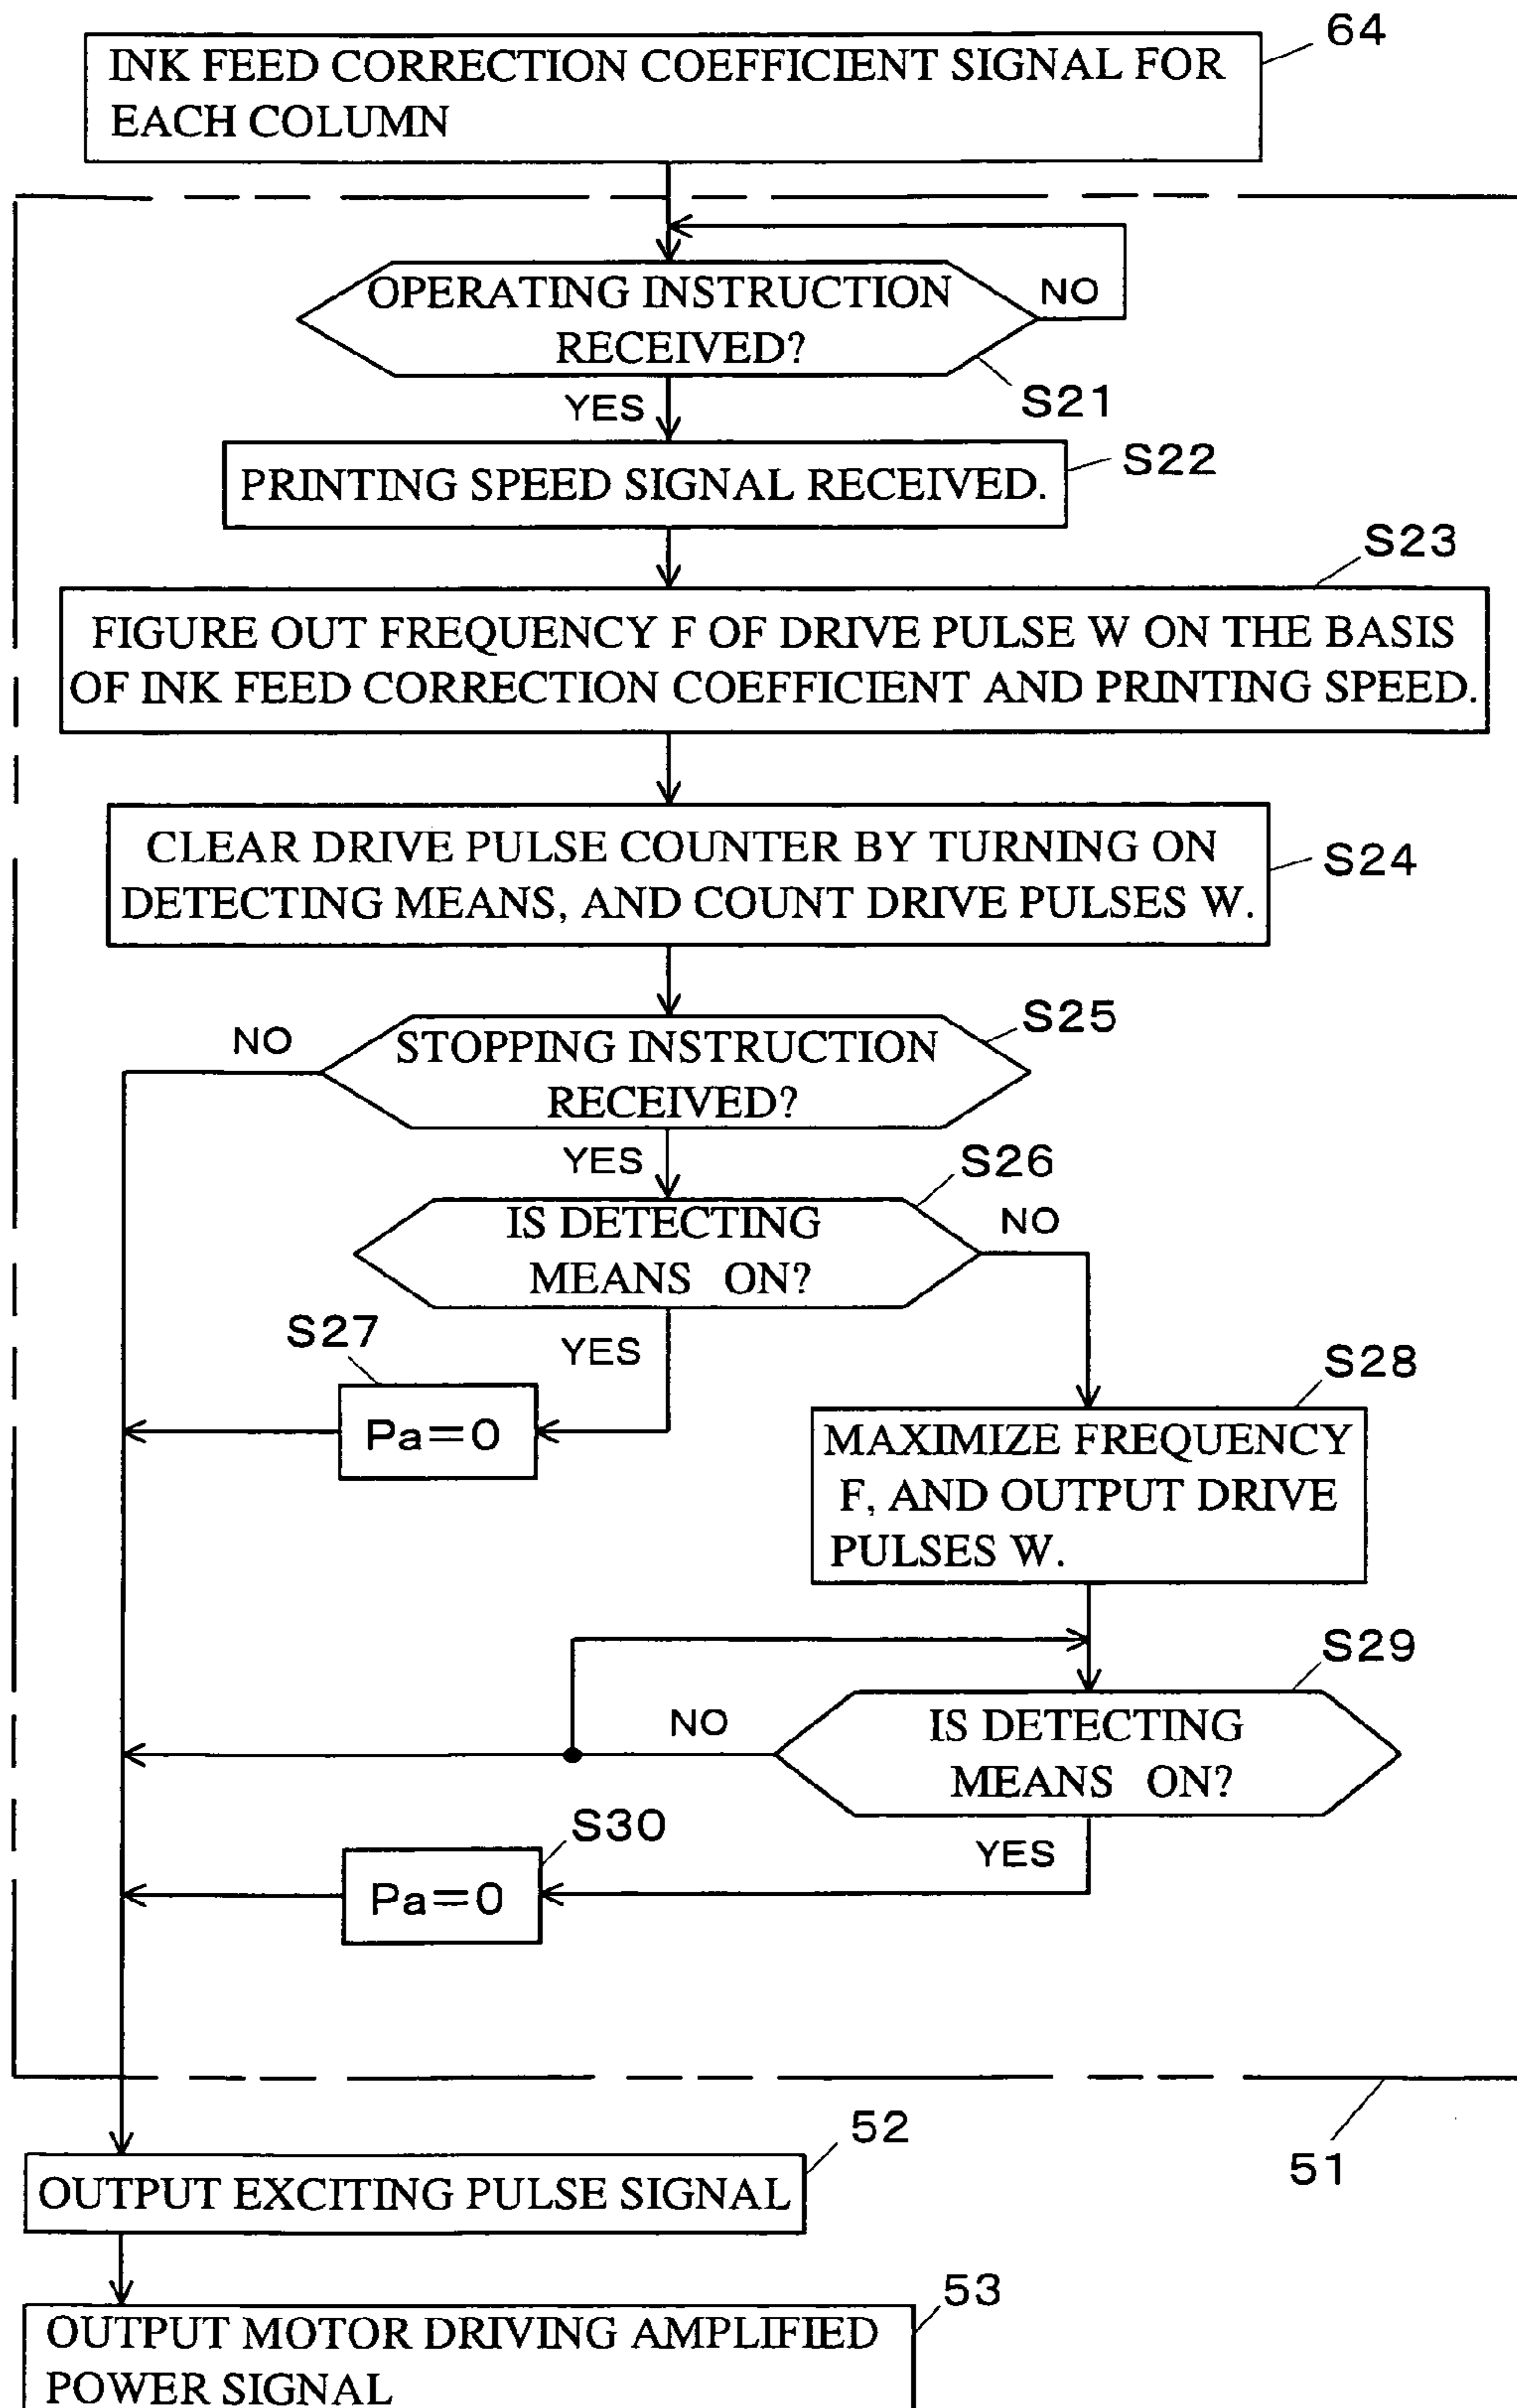 64
INK FEED CORRECTION COEFFICIENT SIGNAL FOR
EACH COLUMN
OPERATING INSTRUCTION
RECEIVED?
NO
S21
YES
S22
PRINTING SPEED SIGNAL RECEIVED.
S23
FIGURE OUT FREQUENCY F OF DRIVE PULSE W ON THE BASIS
OF INK FEED CORRECTION COEFFICIENT AND PRINTING SPEED.
CLEAR DRIVE PULSE COUNTER BY TURNING ON
DETECTING MEANS, AND COUNT DRIVE PULSES W.
S24
S25
NO
STOPPING INSTRUCTION
RECEIVED?
YES
S26
IS DETECTING
MEANS ON?
NO
S27
YES
Pa=0
S28
MAXIMIZE FREQUENCY
F, AND OUTPUT DRIVE
PULSES W.
S29
NO
IS DETECTING
MEANS ON?
S30
YES
Pa=0
52
51
OUTPUT EXCITING PULSE SIGNAL
53
OUTPUT MOTOR DRIVING AMPLIFIED
POWER SIGNAL